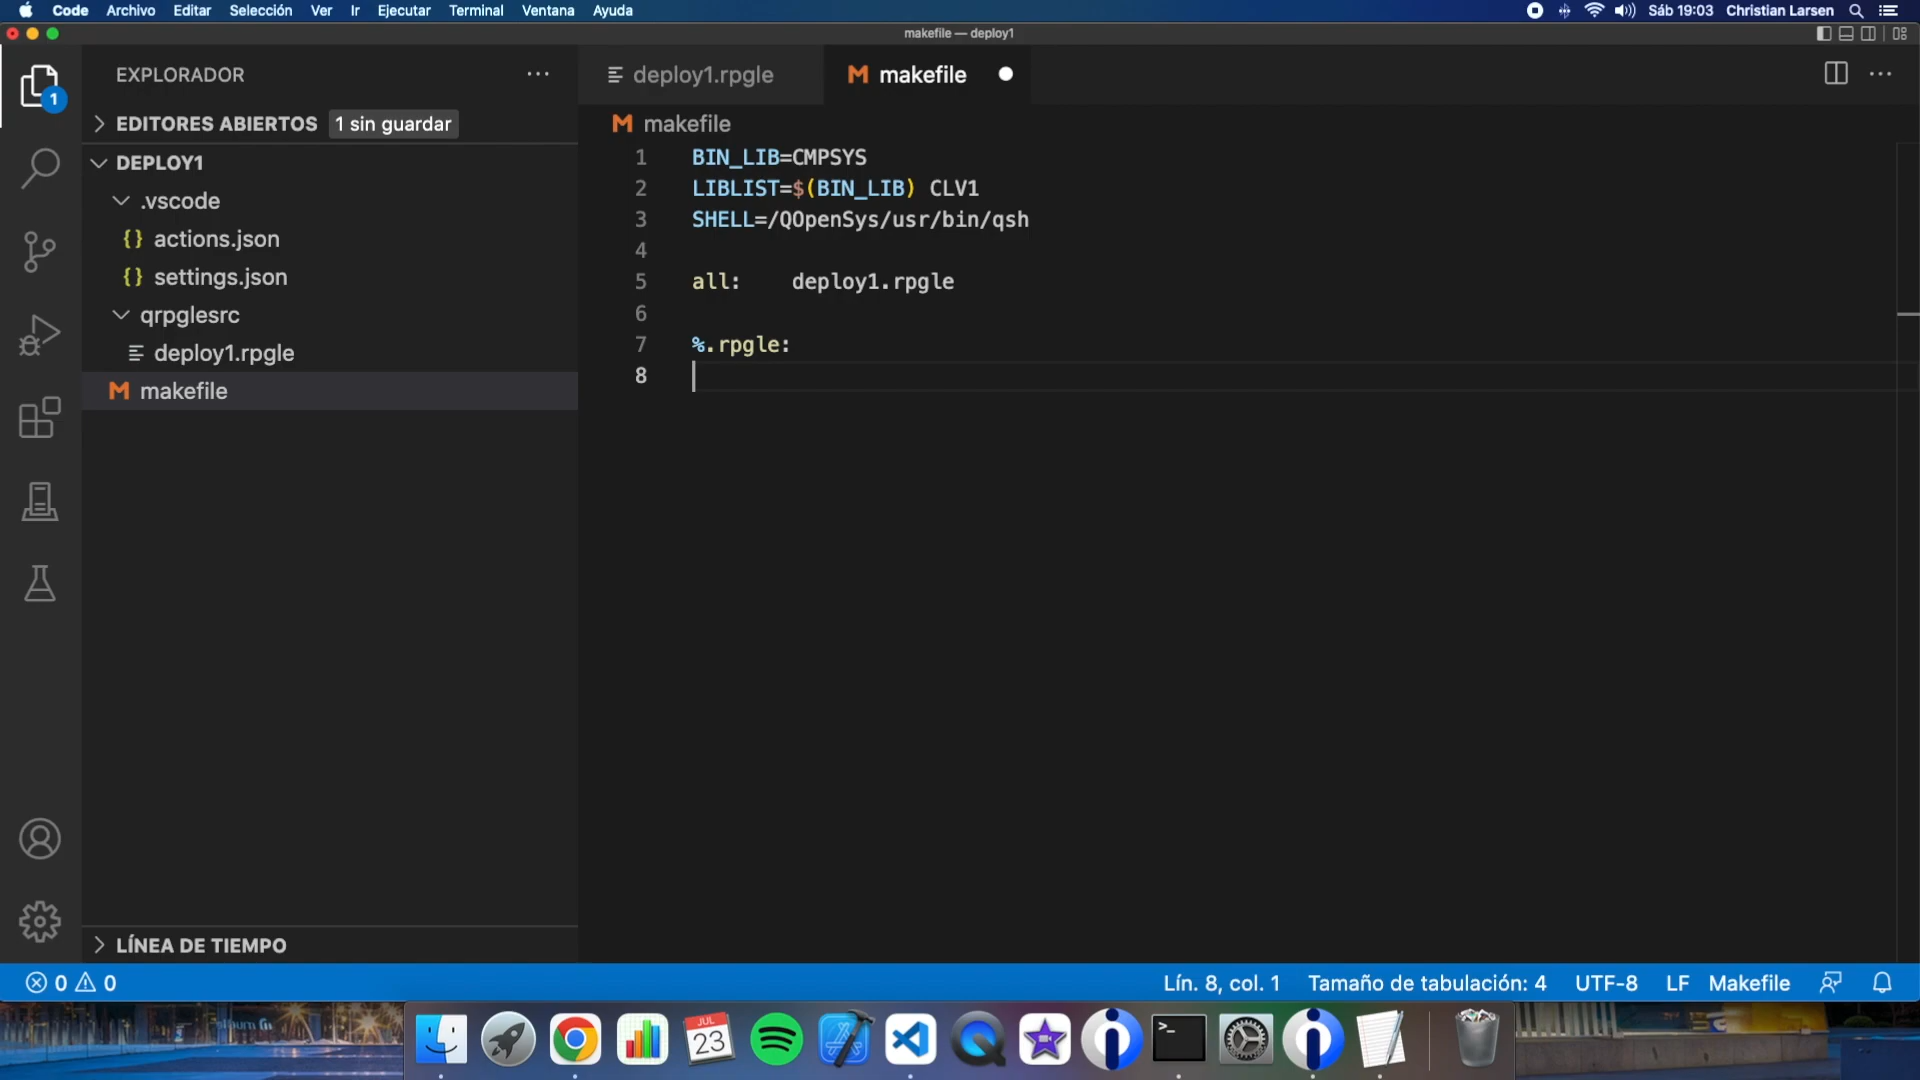 Code Archivo Editar Selección Ver Ir Ejecutar Terminal Ventana Ayuda
Sáb 19:03 Christian Larsen
makefile — deploy1
EXPLORADOR
deploy1.rpgle
makefile
1
EDITORES ABIERTOS 1 sin guardar
DEPLOY1
.vscode
{} actions.json
{} settings.json
qrpglesrc
deploy1.rpgle
M makefile
LÍNEA DE TIEMPO
M makefile
1 BIN_LIB=CMPSYS
2 LIBLIST=$(BIN_LIB) CLV1
3 SHELL=/QOpenSys/usr/bin/qsh
4
5 all: deploy1.rpgle
6
7 %.rpgle:
8
0 0
Lín. 8, col. 1 Tamaño de tabulación: 4 UTF-8 LF Makefile
JUL
23